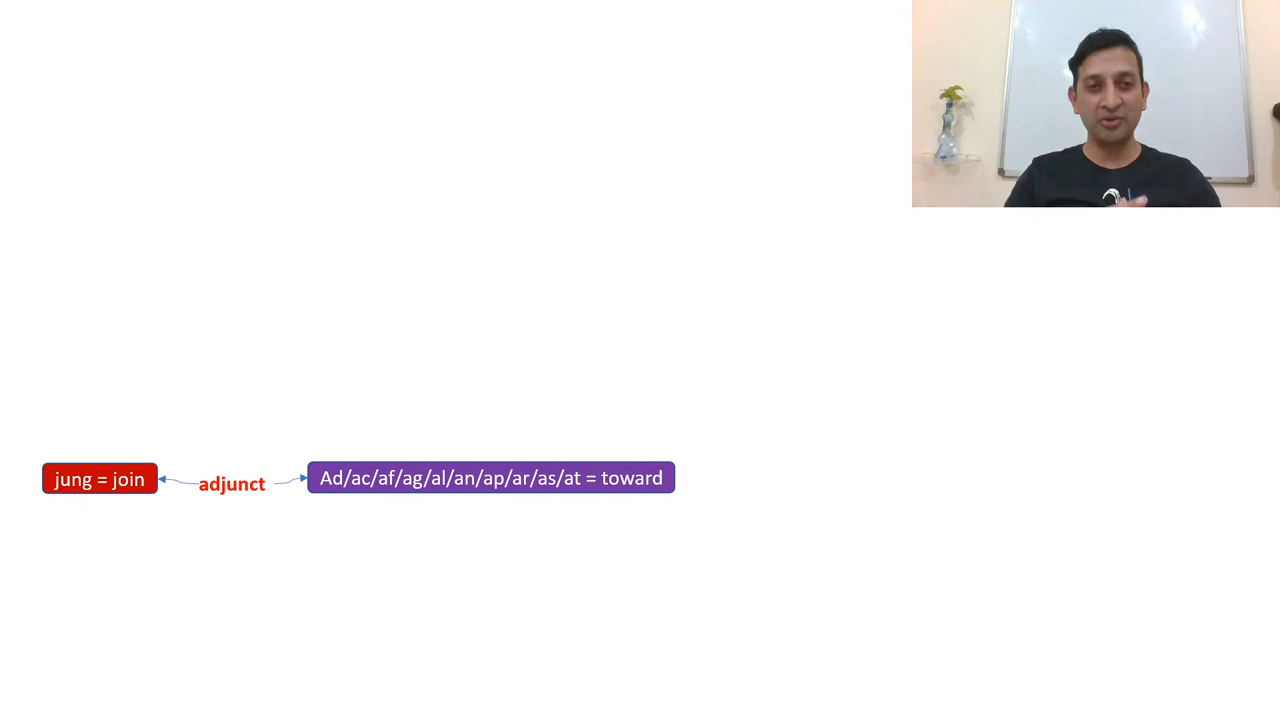 jung = join
adjunct
Ad/ac/af/ag/al/an/ap/ar/as/at = toward